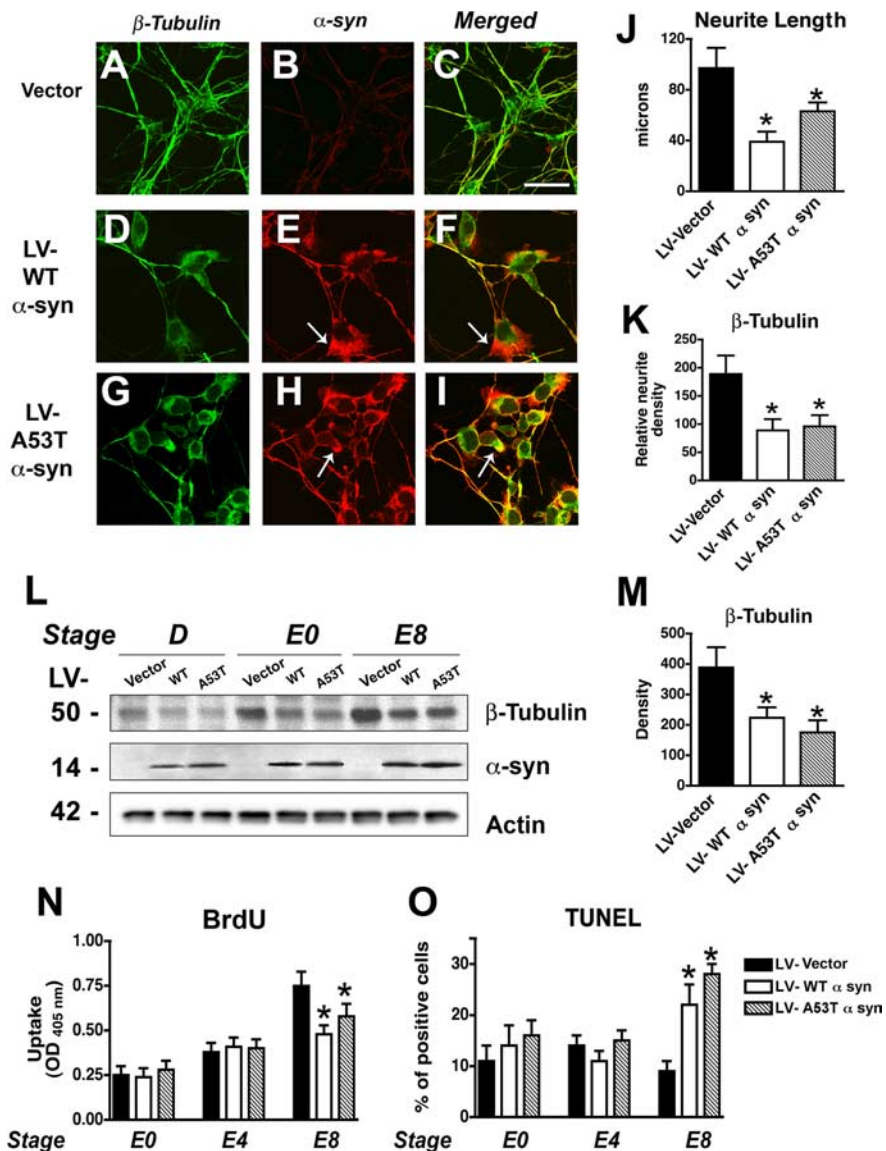 β-Tubulin α-syn Merged
Vector
A B C
LV-
WT
α-syn
D E F
LV-
A53T
α-syn
G H I
J Neurite Length
microns
120
80
40
0
LV-Vector
LV- WT α syn
LV- A53T α syn
K β-Tubulin
Relative neurite
density
250
200
150
100
50
0
LV-Vector
LV- WT α syn
LV- A53T α syn
L
Stage D E0 E8
LV- Vector WT A53T Vector WT A53T Vector WT A53T
50 - β-Tubulin
14 - α-syn
42 - Actin
M β-Tubulin
Density
500
400
300
200
100
0
LV-Vector
LV- WT α syn
LV- A53T α syn
N BrdU
Uptake
(OD 405 nm)
1.00
0.75
0.50
0.25
0.00
* *
Stage E0 E4 E8
O TUNEL
% of positive cells
30
20
10
0
* *
Stage E0 E4 E8
LV- Vector
LV- WT α syn
LV- A53T α syn